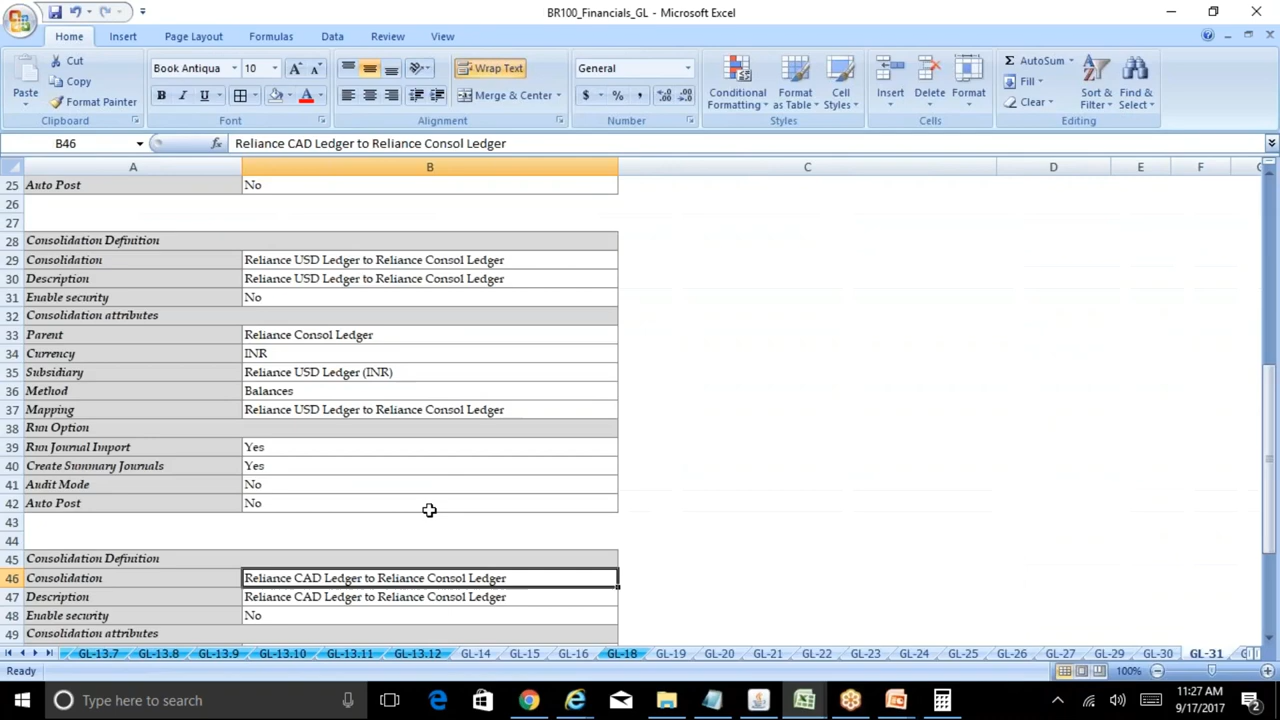 BR100_Financials_GL - Microsoft Excel
Home Insert Page Layout Formulas Data Review View
Paste Cut Copy Format Painter
Book Antiqua 10
Wrap Text
Merge & Center
General
$ % , .0 .00 .00 .0
Conditional Formatting Format as Table Cell Styles
Insert Delete Format
AutoSum Fill Clear
Sort & Filter Find & Select
Clipboard Font Alignment Number Styles Cells Editing
B46 fx Reliance CAD Ledger to Reliance Consol Ledger
A B C D E F
25 Auto Post No
26
27
28 Consolidation Definition
29 Consolidation Reliance USD Ledger to Reliance Consol Ledger
30 Description Reliance USD Ledger to Reliance Consol Ledger
31 Enable security No
32 Consolidation attributes
33 Parent Reliance Consol Ledger
34 Currency INR
35 Subsidiary Reliance USD Ledger (INR)
36 Method Balances
37 Mapping Reliance USD Ledger to Reliance Consol Ledger
38 Run Option
39 Run Journal Import Yes
40 Create Summary Journals Yes
41 Audit Mode No
42 Auto Post No
43
44
45 Consolidation Definition
46 Consolidation Reliance CAD Ledger to Reliance Consol Ledger
47 Description Reliance CAD Ledger to Reliance Consol Ledger
48 Enable security No
49 Consolidation attributes
GL-13.7 GL-13.8 GL-13.9 GL-13.10 GL-13.11 GL-13.12 GL-14 GL-15 GL-16 GL-18 GL-19 GL-20 GL-21 GL-22 GL-23 GL-24 GL-25 GL-26 GL-27 GL-29 GL-30 GL-31
Ready 100%
Type here to search
11:27 AM
9/17/2017
2